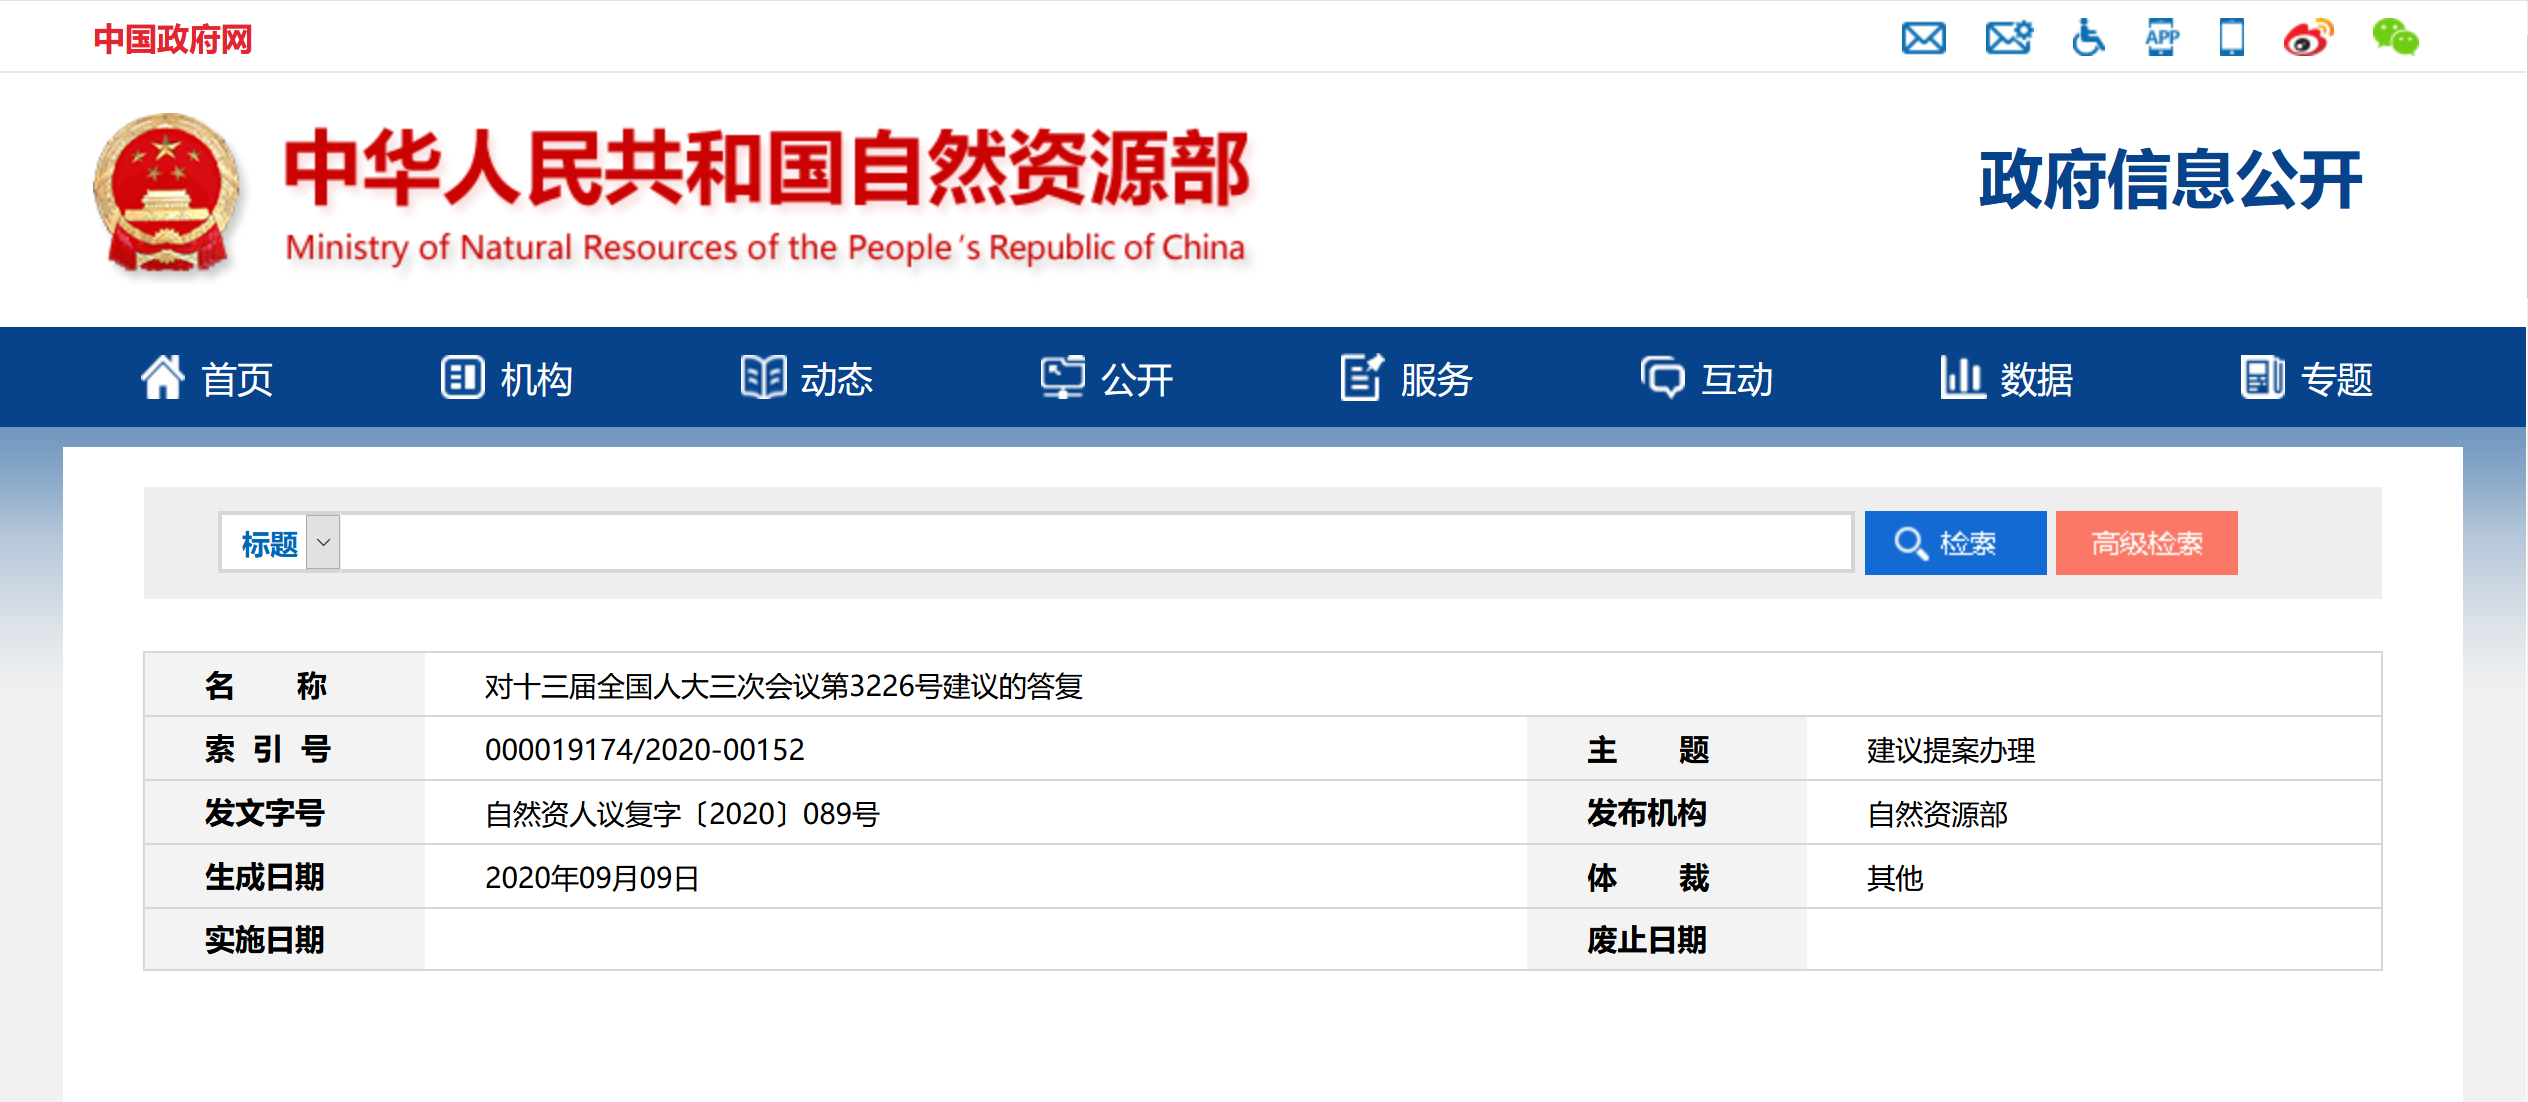 中国政府网
APP
中华人民共和国自然资源部
Ministry of Natural Resources of the People's Republic of China
政府信息公开
首页 机构 动态 公开 服务 互动 数据 专题
标题 检索 高级检索
名 称 对十三届全国人大三次会议第3226号建议的答复
索 引 号 000019174/2020-00152 主 题 建议提案办理
发文字号 自然资人议复字〔2020〕089号 发布机构 自然资源部
生成日期 2020年09月09日 体 裁 其他
实施日期 废止日期